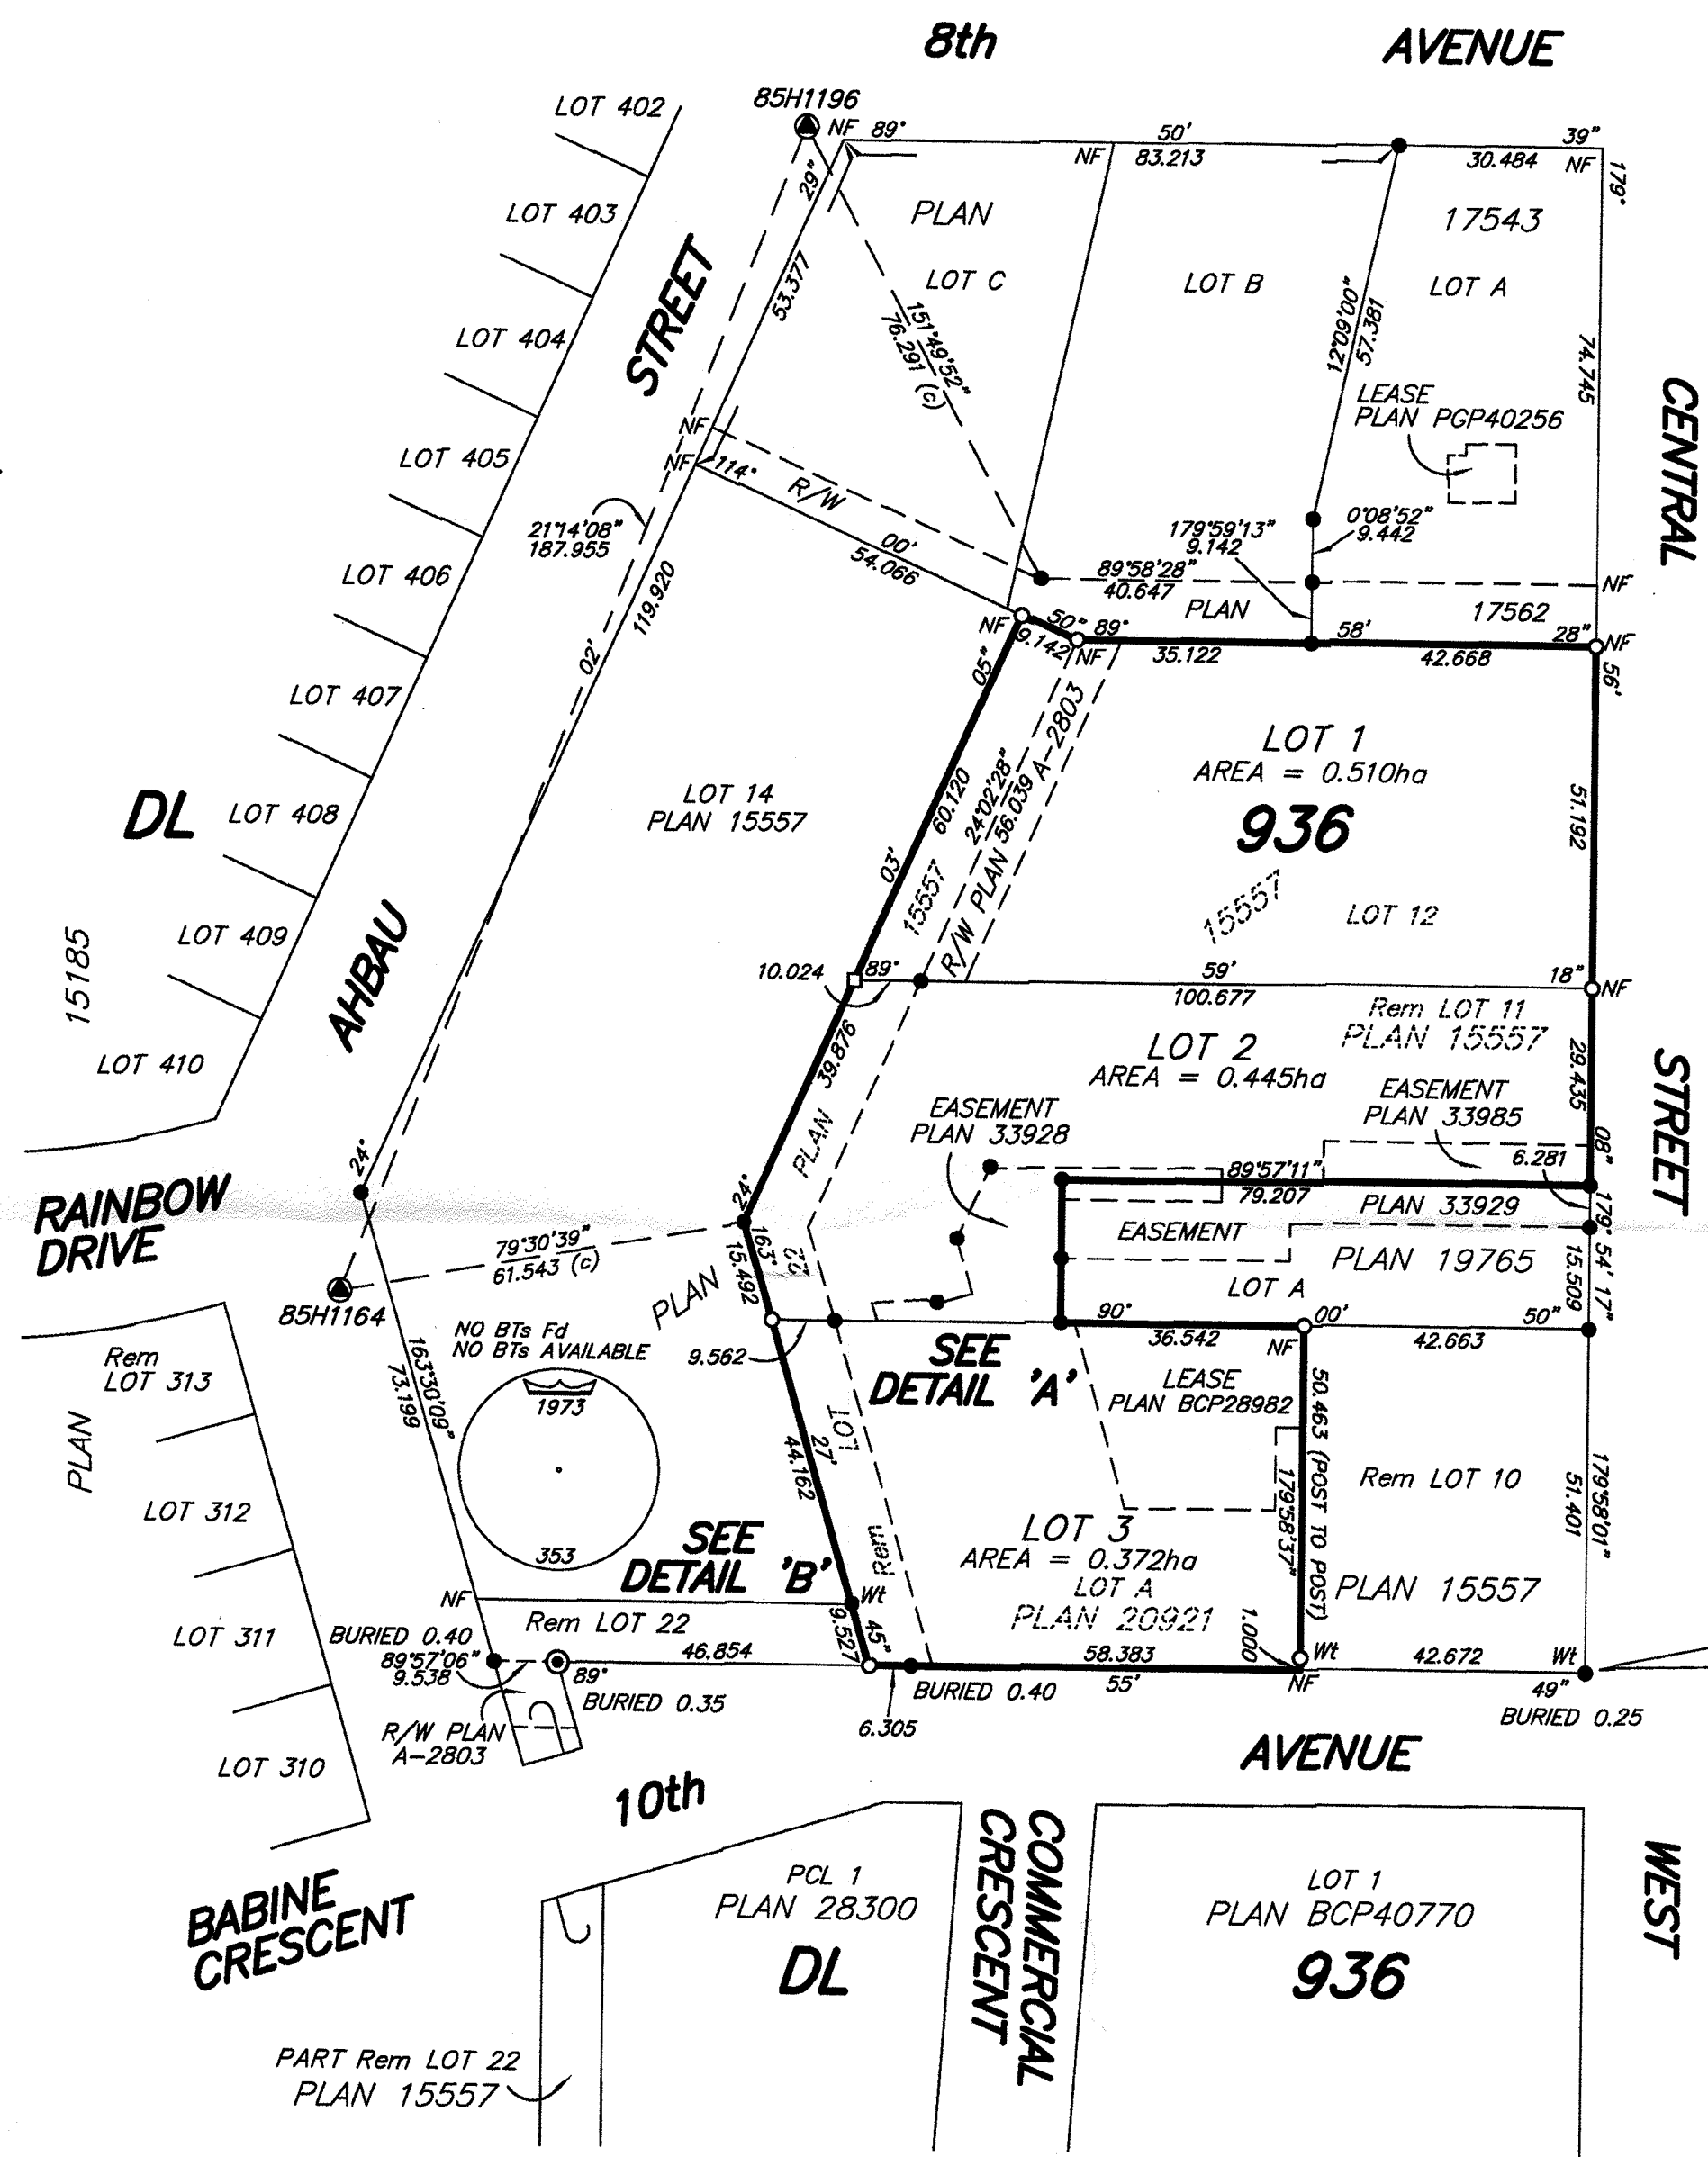 8th AVENUE
LOT 402
85H1196
NF 89° 50' 39"
NF 83.213 30.484 NF
179°
29"
LOT 403
PLAN 17543
STREET
53.377
LOT C
LOT B
LOT A
151°49'52"
76.291 (c)
12°09'00"
57.381
74.745
CENTRAL
LOT 404
LEASE
PLAN PGP40256
NF
NF
114°
R/W
LOT 405
21°14'08"
187.955
00'
54.066
179°59'13"
9.142
0°08'52"
9.442
LOT 406
119.920
89°58'28"
40.647
NF
PLAN 17562
NF
50"
9.142
89° 58' 28"
NF
35.122
42.668
NF
56'
02'
05"
LOT 407
LOT 1
AREA = 0.510ha
DL
LOT 408
LOT 14
PLAN 15557
60.120
24°02'28"
56.039
R/W PLAN A-2803
936
51.192
03'
15557
15557
LOT 12
LOT 409
15185
AHBAU
10.024
89° 59' 18"
100.677
NF
Rem LOT 11
PLAN 15557
39.876
LOT 2
AREA = 0.445ha
29.435
STREET
LOT 410
EASEMENT
PLAN 33928
EASEMENT
PLAN 33985
PLAN
08"
24°
89°57'11"
79.207
6.281
RAINBOW
DRIVE
24°
163°
15.492
22
PLAN 33929
179° 54' 17"
79°30'39"
61.543 (c)
EASEMENT
PLAN 19765
15.509
85H1164
PLAN
LOT A
NO BTs Fd
NO BTs AVAILABLE
9.562
90° 00' 50"
36.542
NF
42.663
Rem
LOT 313
163°30'09"
73.199
1973
SEE
DETAIL 'A'
LEASE
PLAN BCP28982
PLAN
LOT
27'
44.162
50.463 (POST TO POST)
179°58'37"
Rem LOT 10
179°58'01"
51.401
LOT 312
353
SEE
DETAIL 'B'
Rem
LOT 3
AREA = 0.372ha
LOT A
PLAN 20921
PLAN 15557
NF
Wt
Rem LOT 22
9.527
45"
1.000
LOT 311
BURIED 0.40
89°57'06"
9.538
46.854
58.383
Wt
42.672
Wt
89°
BURIED 0.35
BURIED 0.40
55'
NF
49"
BURIED 0.25
6.305
R/W PLAN
A-2803
LOT 310
AVENUE
10th
COMMERCIAL
CRESCENT
PCL 1
PLAN 28300
DL
LOT 1
PLAN BCP40770
936
WEST
BABINE
CRESCENT
PART Rem LOT 22
PLAN 15557